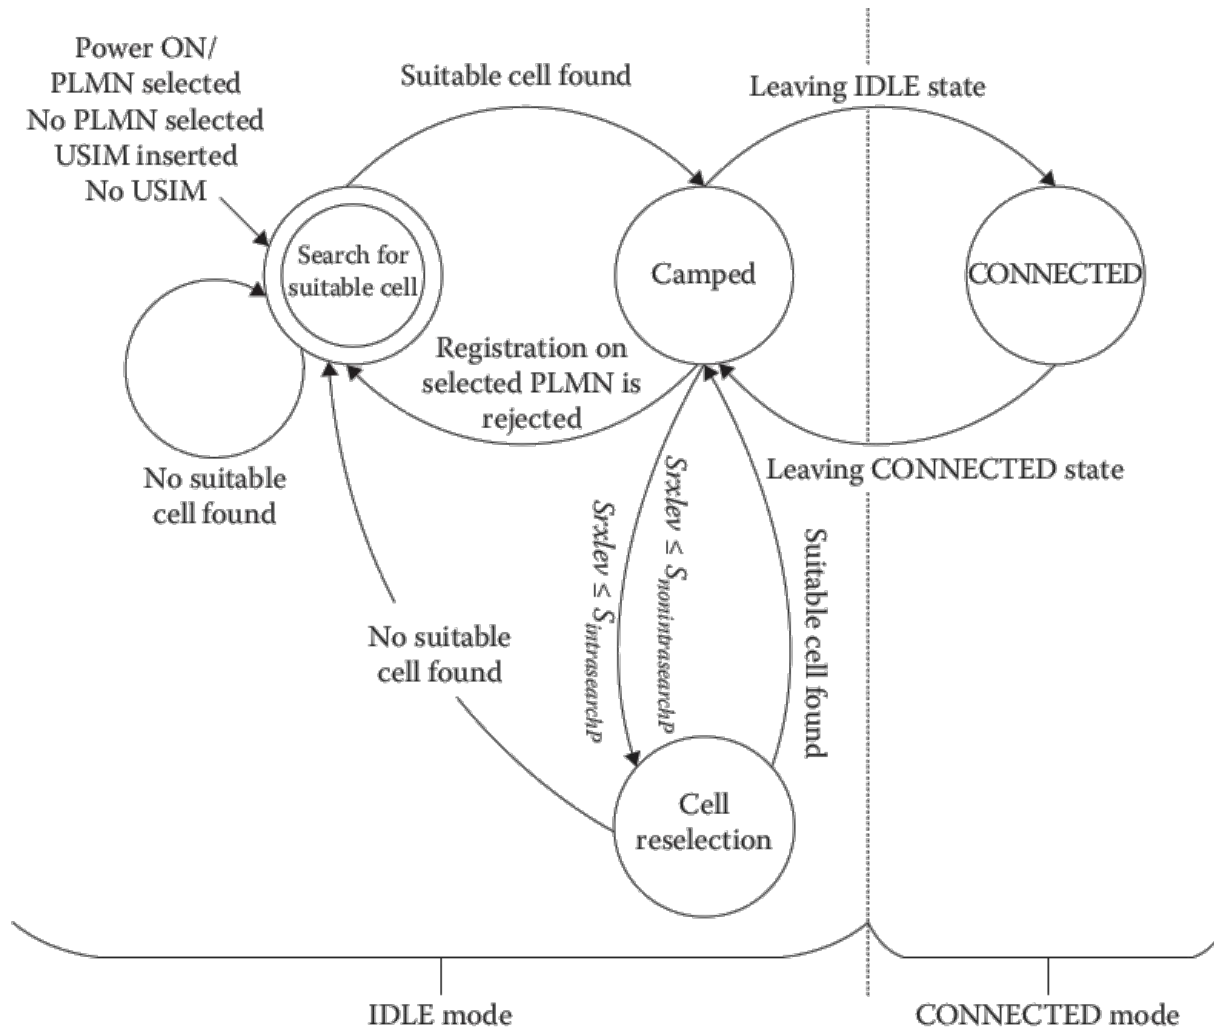 Power ON/
PLMN selected
No PLMN selected
USIM inserted
No USIM
Suitable cell found
Leaving IDLE state
Search for
suitable cell
Camped
CONNECTED
Registration on
selected PLMN is
rejected
No suitable
cell found
Leaving CONNECTED state
Srxlev ≤ SintrasearchP
Srxlev ≤ SnonintrasearchP
Suitable cell found
No suitable
cell found
Cell
reselection
IDLE mode
CONNECTED mode